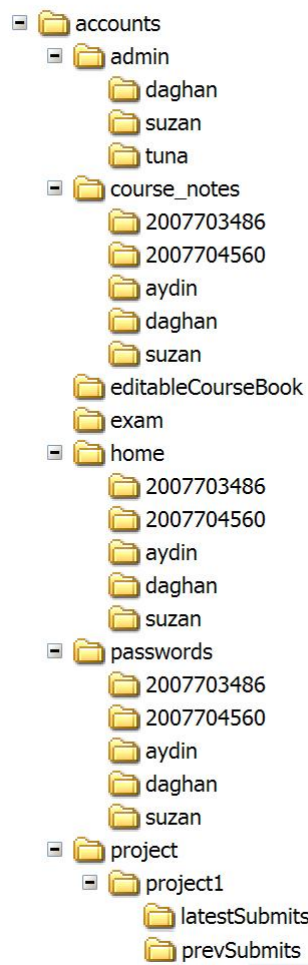 accounts
admin
daghan
suzan
tuna
course_notes
2007703486
2007704560
aydin
daghan
suzan
editableCourseBook
exam
home
2007703486
2007704560
aydin
daghan
suzan
passwords
2007703486
2007704560
aydin
daghan
suzan
project
project1
latestSubmits
prevSubmits